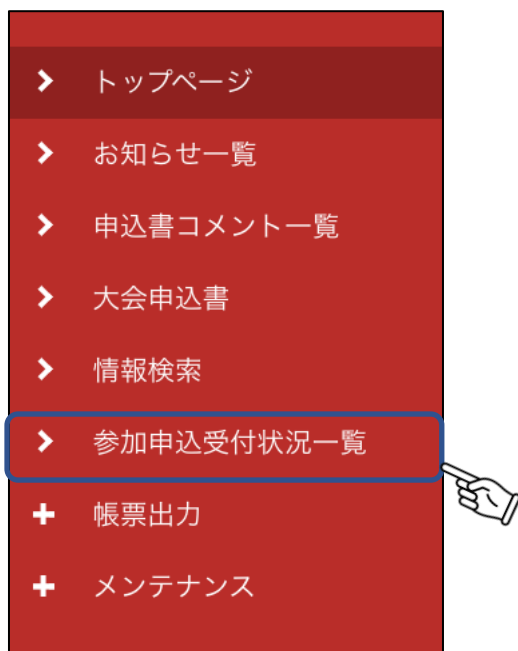 トップページ
お知らせ一覧
申込書コメント一覧
大会申込書
情報検索
参加申込受付状況一覧
帳票出力
メンテナンス